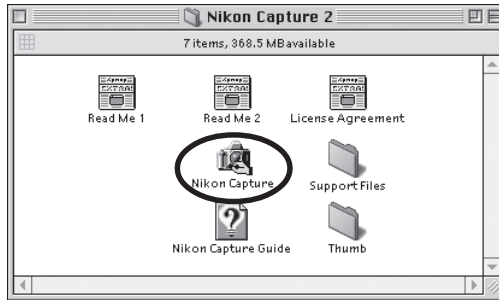 Nikon Capture 2
7 items, 368.5 MB available
Read Me 1
Read Me 2
License Agreement
Nikon Capture
Support Files
Nikon Capture Guide
Thumb